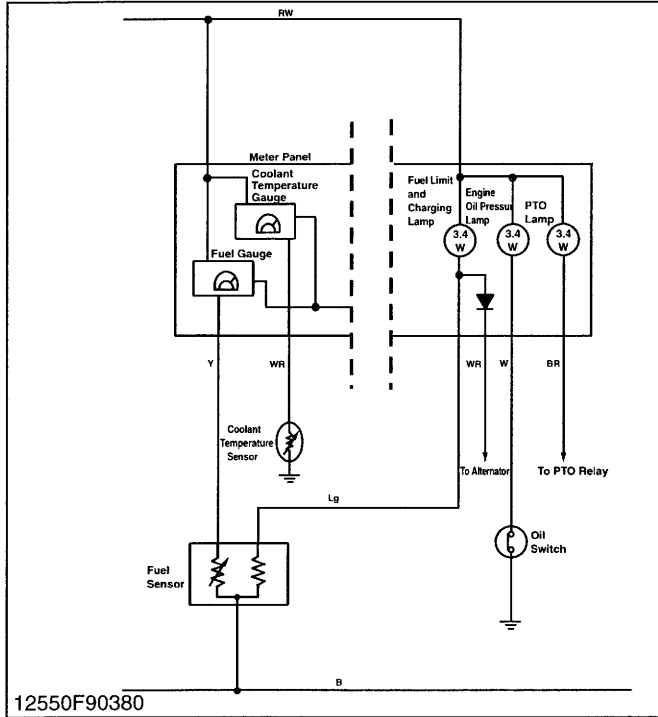 RW
Meter Panel
Coolant
Temperature
Gauge
Fuel Gauge
Fuel Limit
and
Charging
Lamp
Engine
Oil Pressur
Lamp
PTO
Lamp
3.4
W
3.4
W
3.4
W
Y
WR
WR
W
BR
Coolant
Temperature
Sensor
To Alternator
To PTO Relay
Lg
Oil
Switch
Fuel
Sensor
B
12550F90380